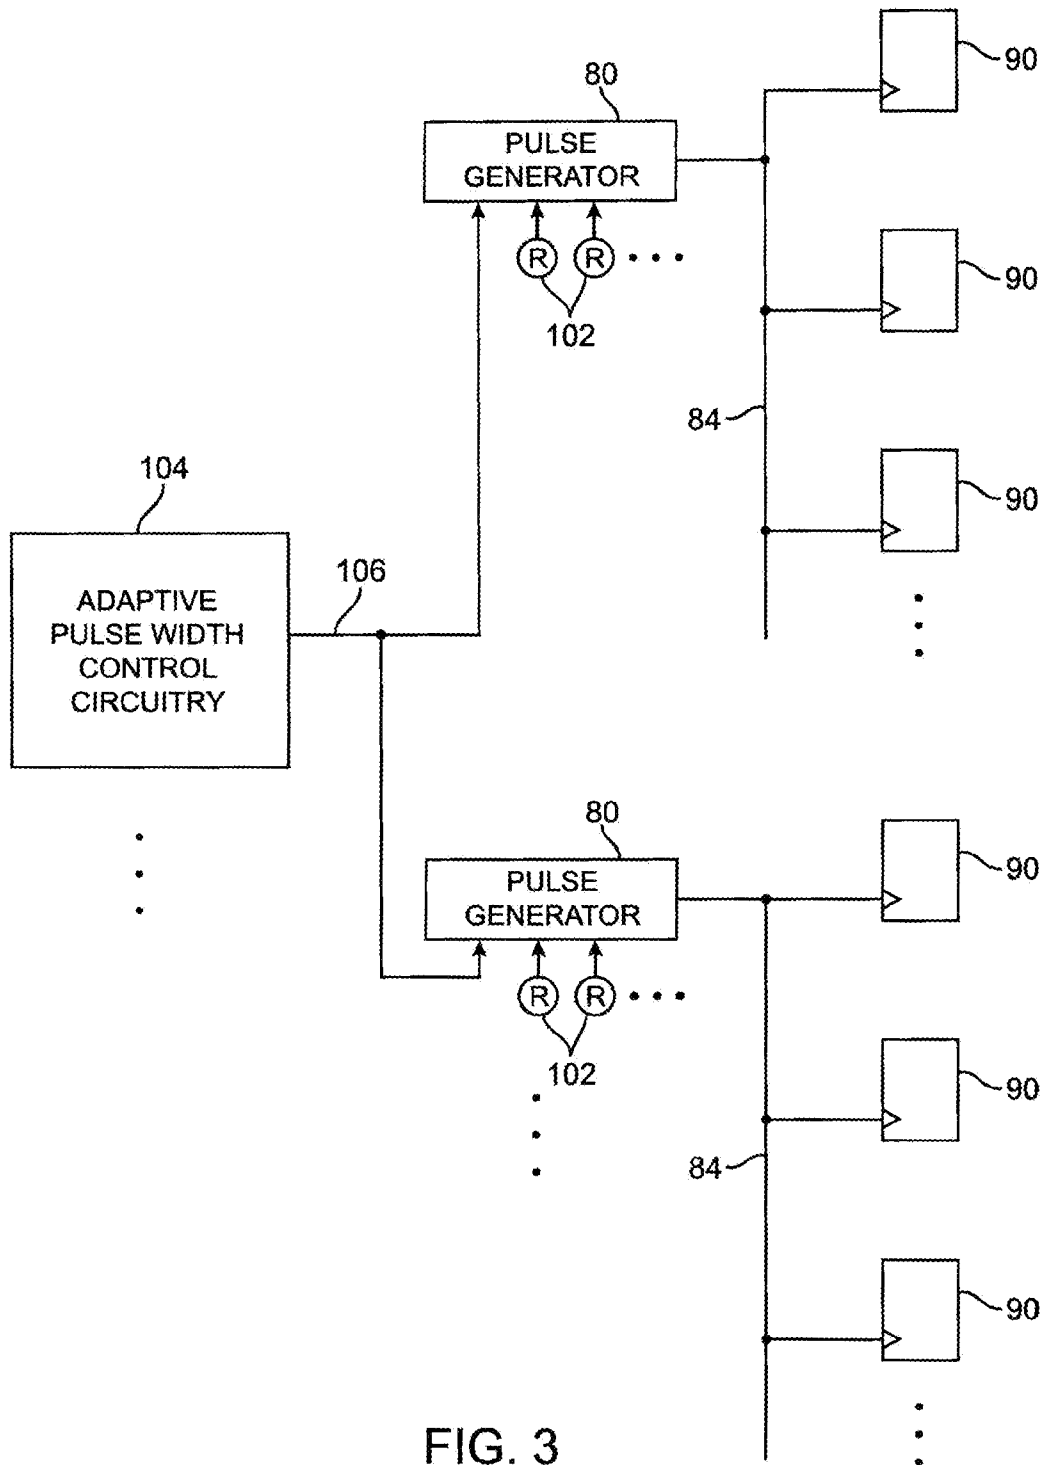 90
80
PULSE
GENERATOR
R R
90
102
84
104
90
106
ADAPTIVE
PULSE WIDTH
CONTROL
CIRCUITRY
80
90
PULSE
GENERATOR
R R
102
90
84
90
FIG. 3